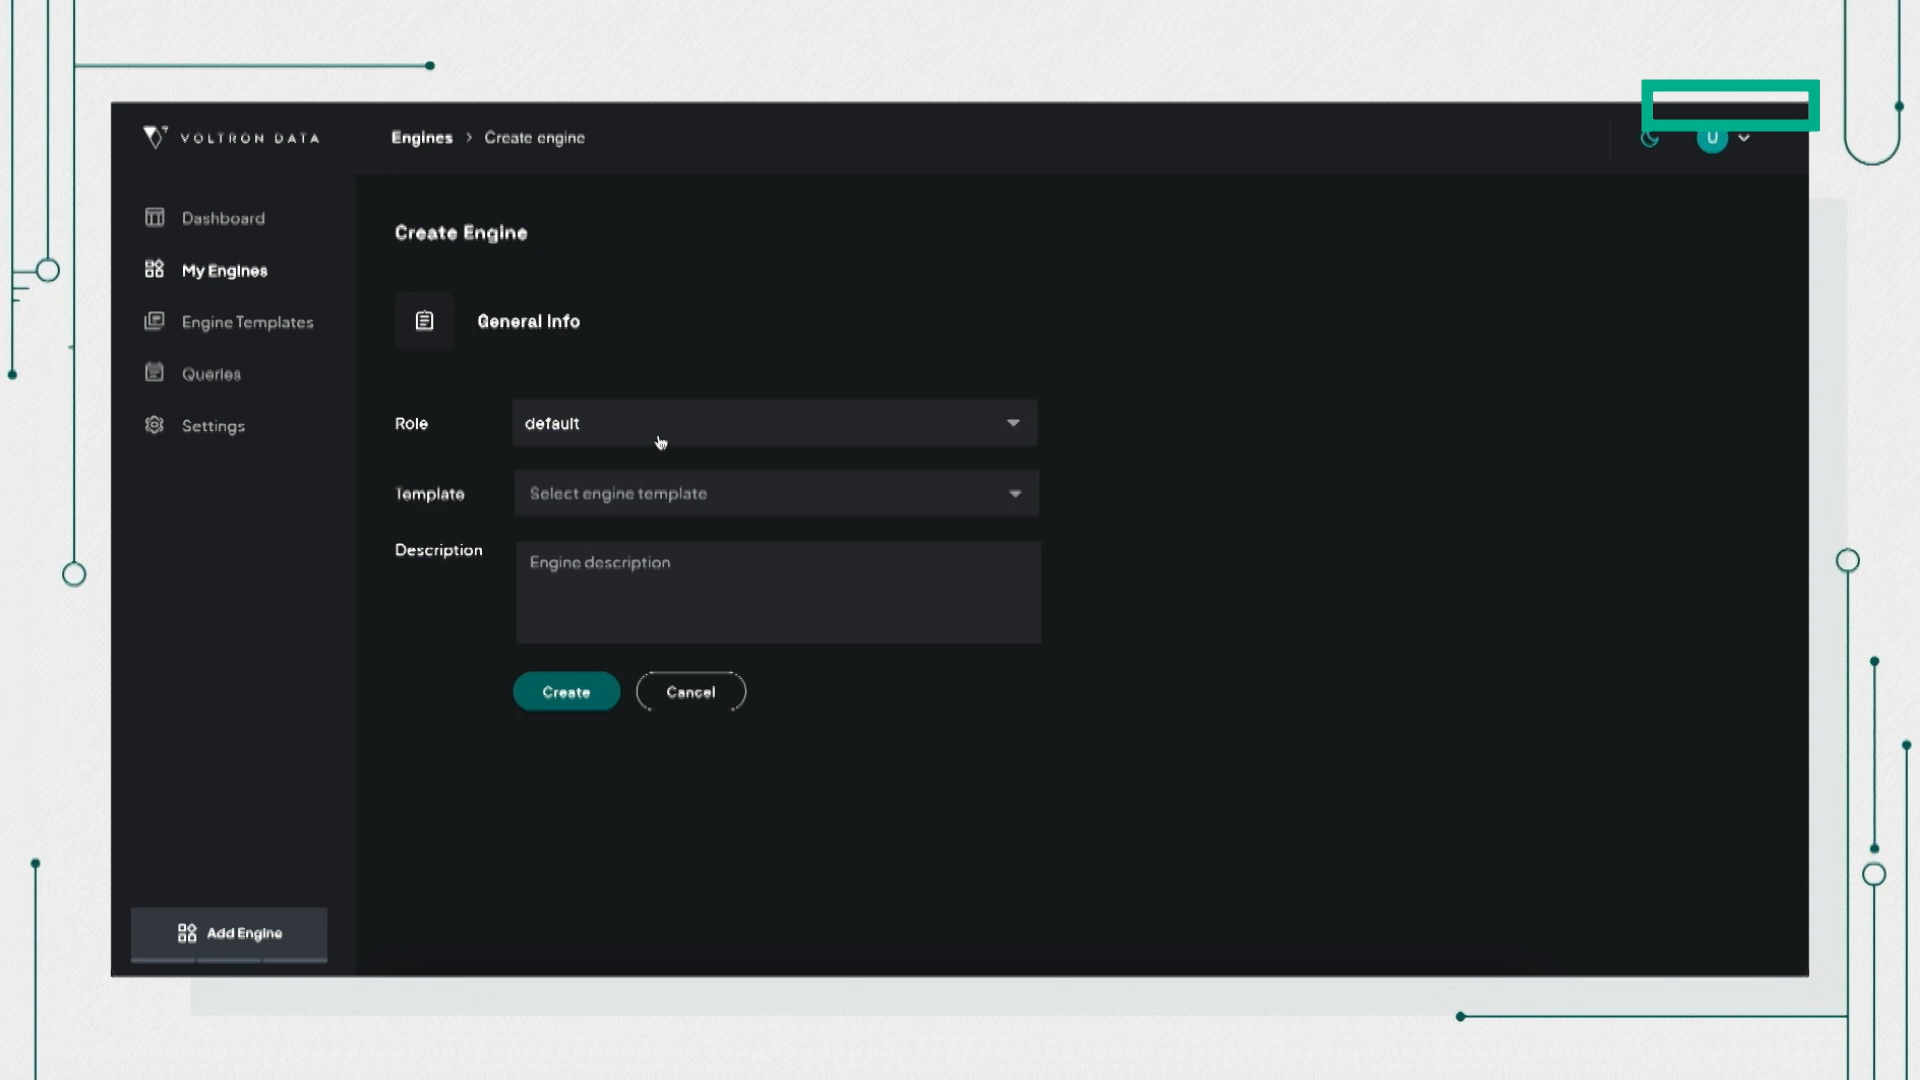 VOLTRON DATA
Engines > Create engine
U
Dashboard
My Engines
Engine Templates
Queries
Settings
Add Engine
Create Engine
General Info
Role
default
Template
Select engine template
Description
Engine description
Create
Cancel